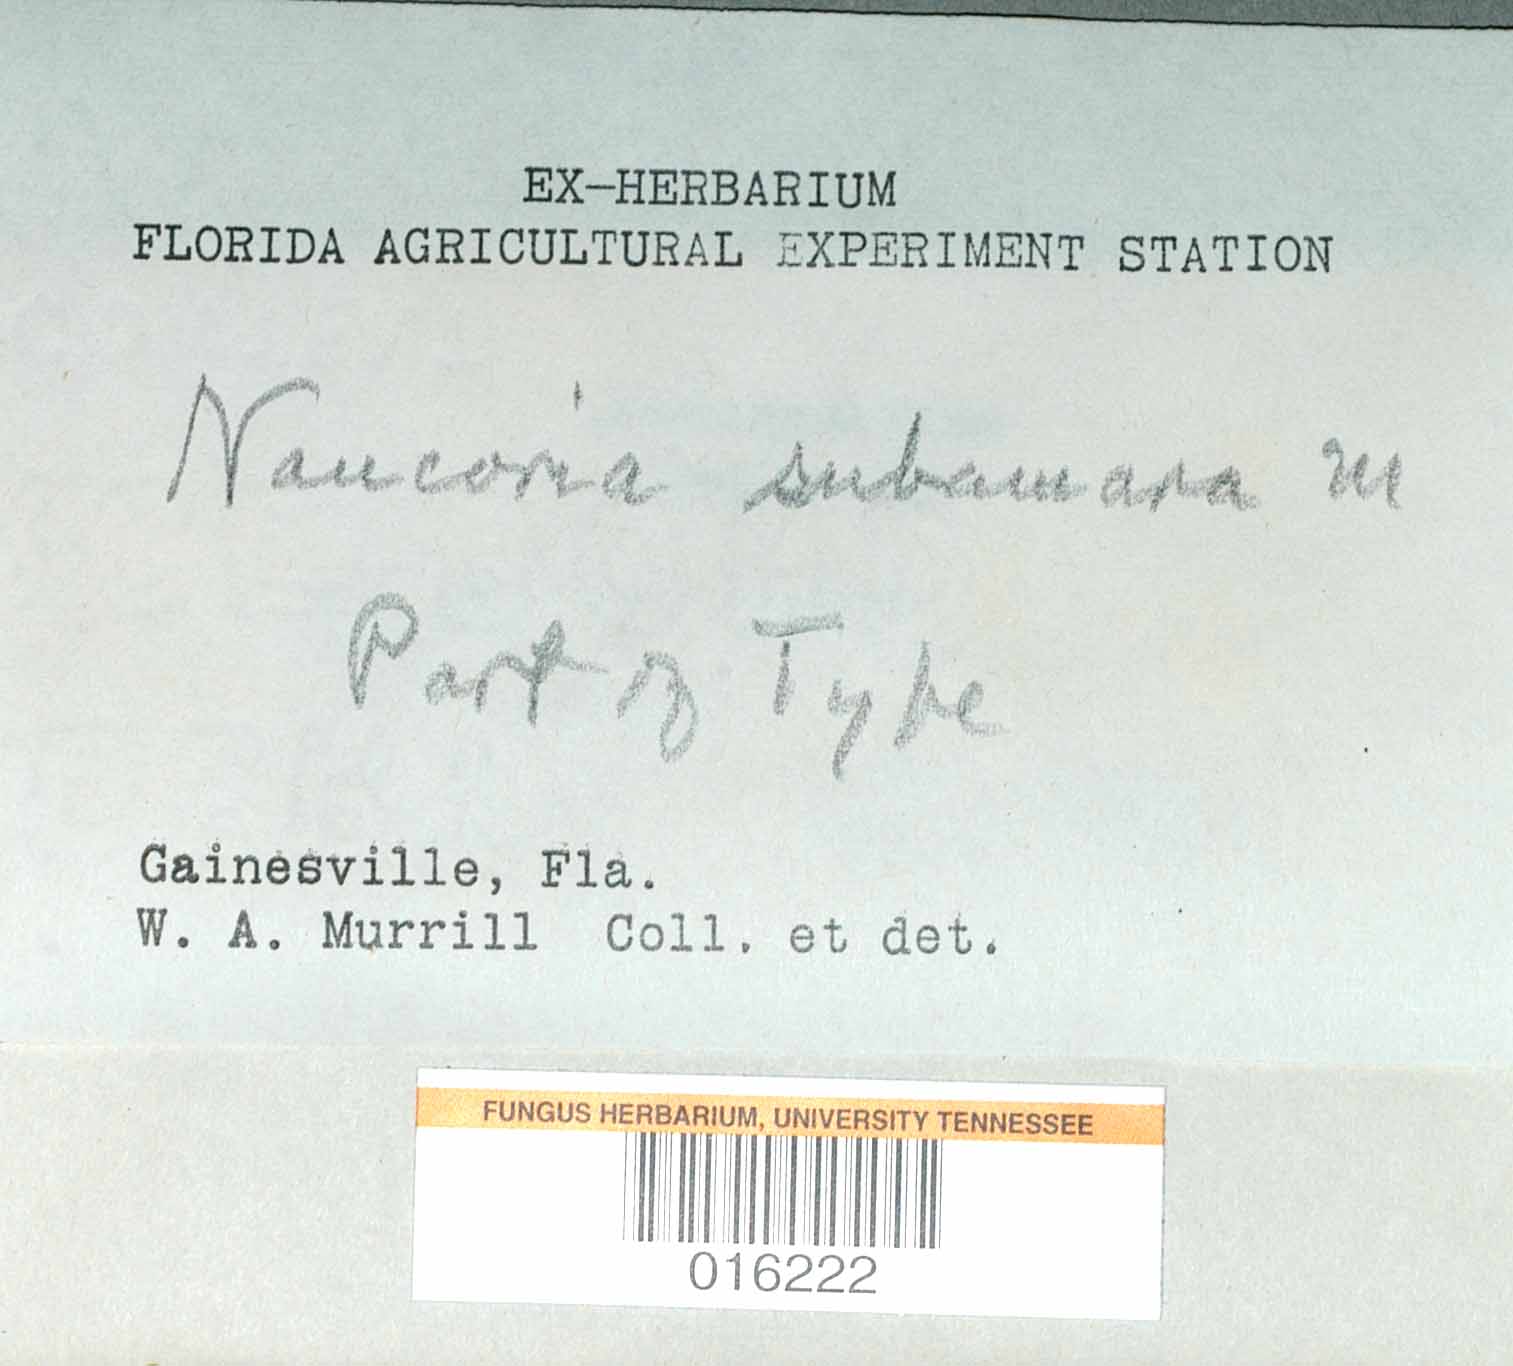 EX-HERBARIUM
FLORIDA AGRICULTURAL EXPERIMENT STATION
Naucoria subamara M
Part of Type
Gainesville, Fla.
W. A. Murrill Coll. et det.
FUNGUS HERBARIUM, UNIVERSITY TENNESSEE
016222